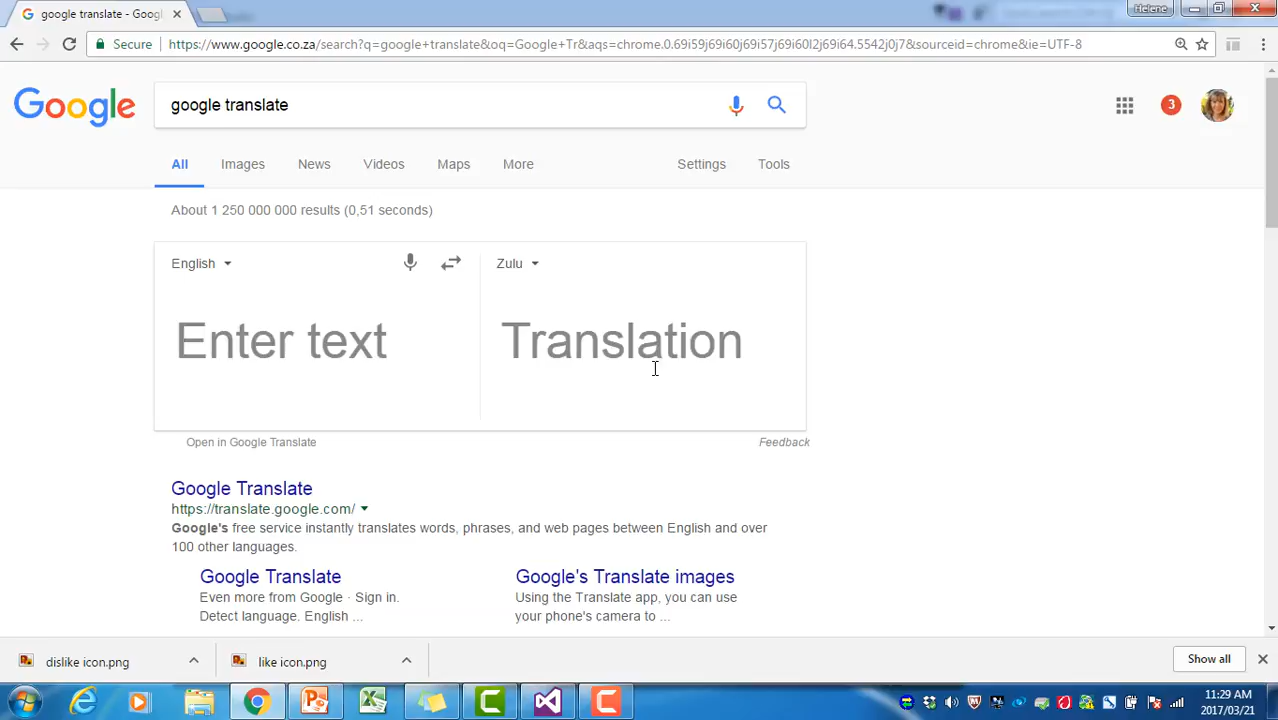 google translate - Goog
Helene
Secure
https://www.google.co.za/search?q=google+translate&oq=Google+Tr&aqs=chrome.0.69i59j69i60j69i57j69i60l2j69i64.5542j0j7&sourceid=chrome&ie=UTF-8
Google
google translate
3
All Images News Videos Maps More Settings Tools
About 1 250 000 000 results (0,51 seconds)
English
Zulu
Enter text
Translation
Open in Google Translate
Feedback
Google Translate
https://translate.google.com/
Google's free service instantly translates words, phrases, and web pages between English and over
100 other languages.
Google Translate
Even more from Google · Sign in.
Detect language. English ...
Google's Translate images
Using the Translate app, you can use
your phone's camera to ...
dislike icon.png
like icon.png
Show all
11:29 AM
2017/03/21